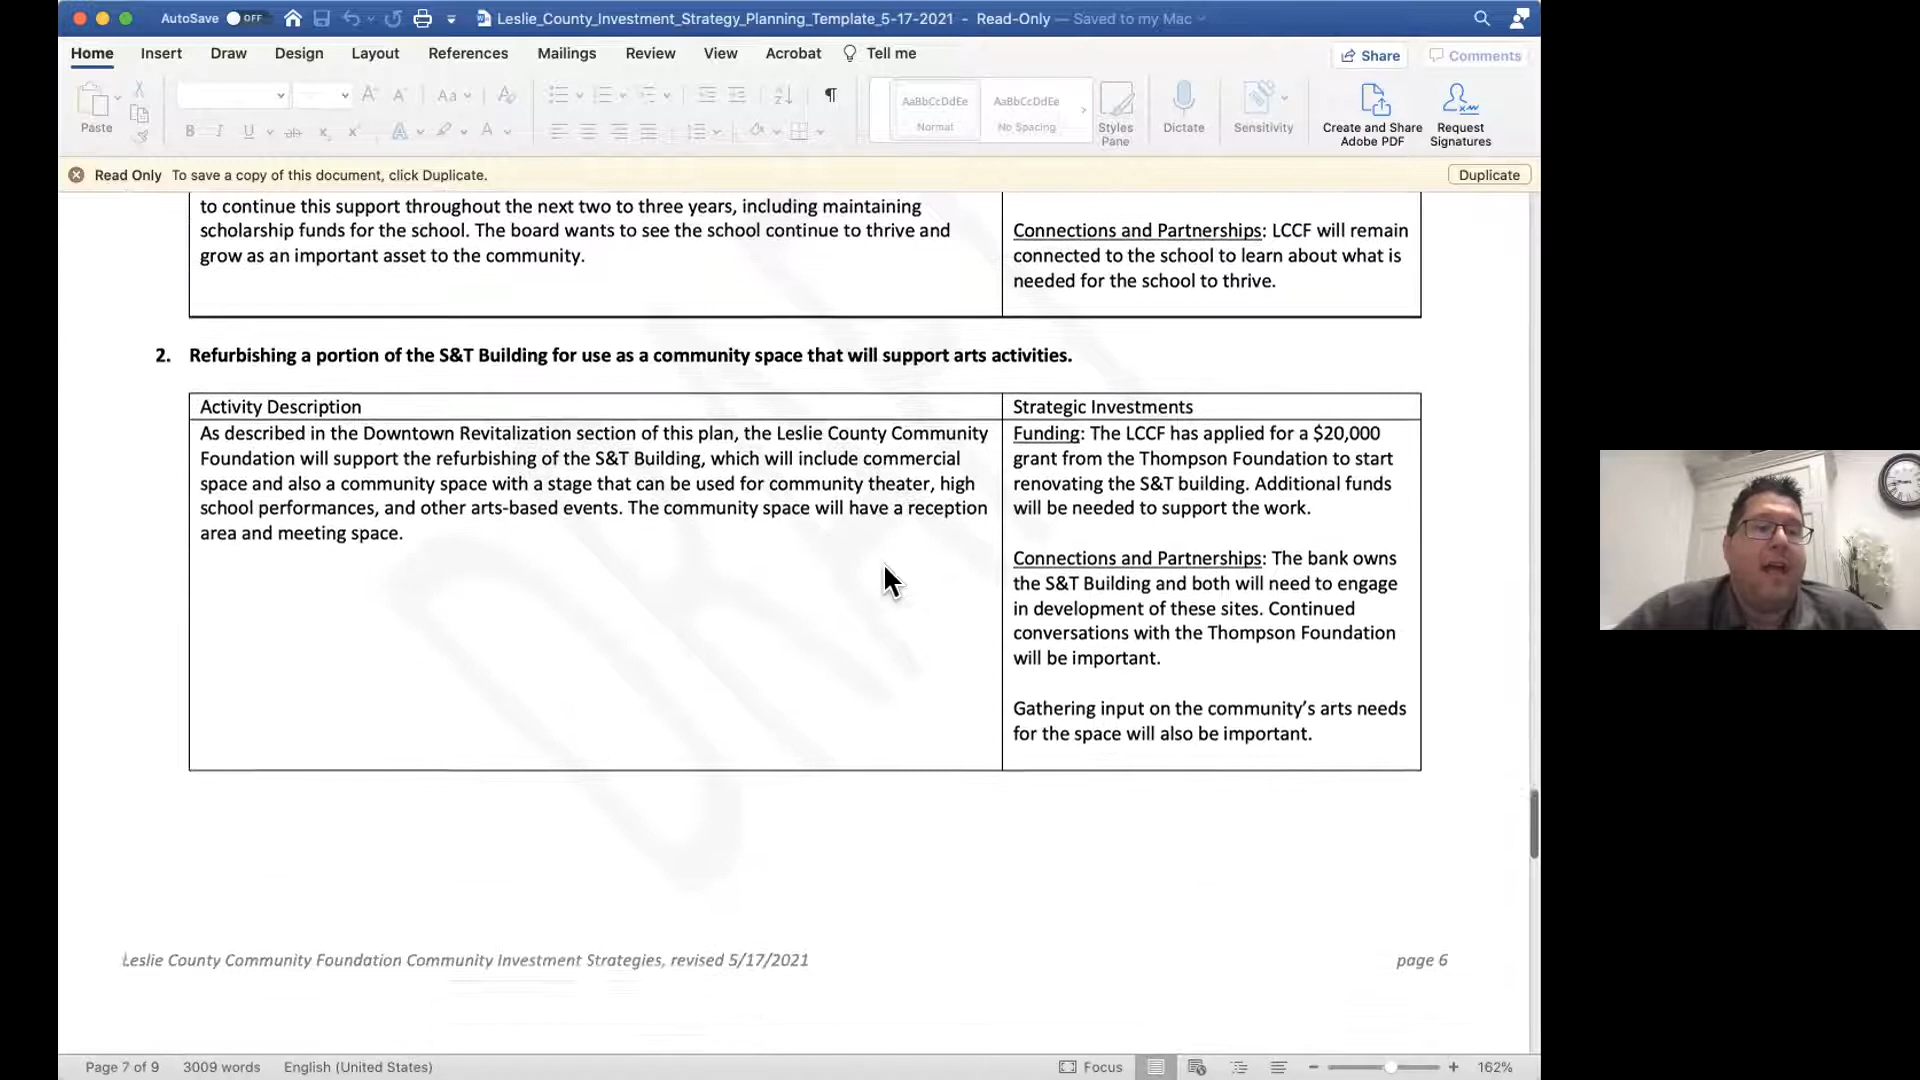 AutoSave OFF Leslie_County_Investment_Strategy_Planning_Template_5-17-2021 - Read-Only — Saved to my Mac
Home Insert Draw Design Layout References Mailings Review View Acrobat Tell me Share Comments
Paste
AaBbCcDdEe AaBbCcDdEe
Normal No Spacing
Styles Pane
Dictate
Sensitivity
Create and Share Adobe PDF
Request Signatures
Read Only To save a copy of this document, click Duplicate. Duplicate
to continue this support throughout the next two to three years, including maintaining
scholarship funds for the school. The board wants to see the school continue to thrive and
grow as an important asset to the community.
Connections and Partnerships: LCCF will remain
connected to the school to learn about what is
needed for the school to thrive.
2. Refurbishing a portion of the S&T Building for use as a community space that will support arts activities.
Activity Description
As described in the Downtown Revitalization section of this plan, the Leslie County Community
Foundation will support the refurbishing of the S&T Building, which will include commercial
space and also a community space with a stage that can be used for community theater, high
school performances, and other arts-based events. The community space will have a reception
area and meeting space.
Strategic Investments
Funding: The LCCF has applied for a $20,000
grant from the Thompson Foundation to start
renovating the S&T building. Additional funds
will be needed to support the work.
Connections and Partnerships: The bank owns
the S&T Building and both will need to engage
in development of these sites. Continued
conversations with the Thompson Foundation
will be important.
Gathering input on the community's arts needs
for the space will also be important.
DRAFT
Leslie County Community Foundation Community Investment Strategies, revised 5/17/2021 page 6
Page 7 of 9 3009 words English (United States) Focus 162%